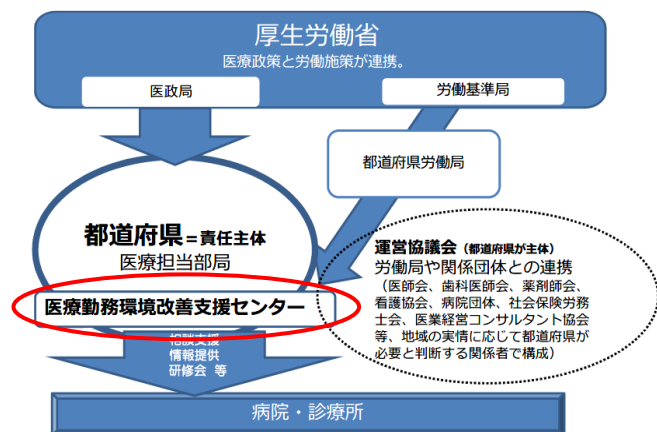 厚生労働省
医療政策と労働施策が連携。
医政局
労働基準局
都道府県労働局
都道府県=責任主体
医療担当部局
医療勤務環境改善支援センター
運営協議会（都道府県が主体）
労働局や関係団体との連携
（医師会、歯科医師会、薬剤師会、
看護協会、病院団体、社会保険労務
士会、医業経営コンサルタント協会
等、地域の実情に応じて都道府県が
必要と判断する関係者で構成）
相談支援
情報提供
研修会 等
病院・診療所